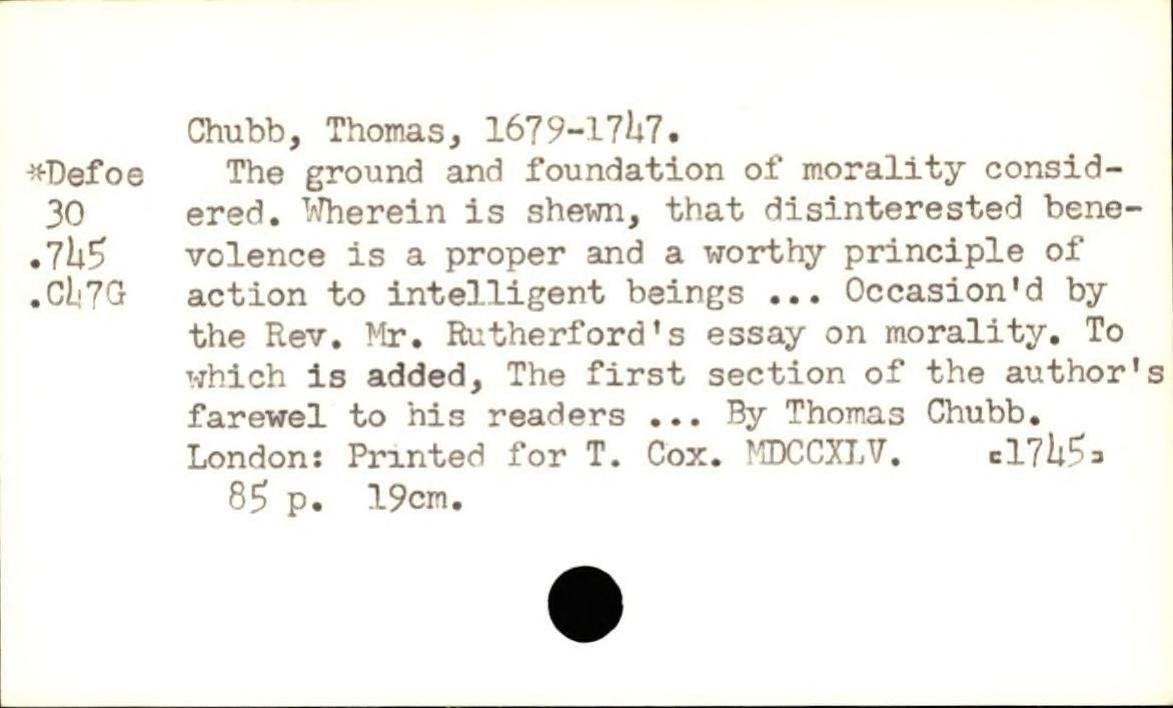 Chubb, Thomas, 1679-1747.
*Defoe The ground and foundation of morality consid-
30 ered. Wherein is shewn, that disinterested bene-
.745 volence is a proper and a worthy principle of
.C47G action to intelligent beings ... Occasion'd by
the Rev. Mr. Rutherford's essay on morality. To
which is added, The first section of the author's
farewel to his readers ... By Thomas Chubb.
London: Printed for T. Cox. MDCCXLV. [1745]
85 p. 19cm.